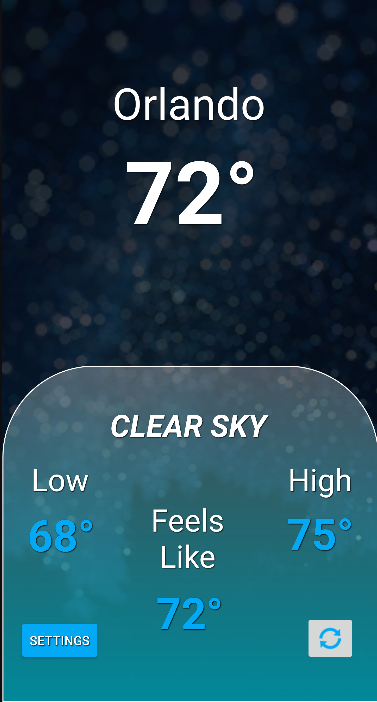 Orlando
72°
CLEAR SKY
Low
High
68°
Feels
Like
75°
72°
SETTINGS